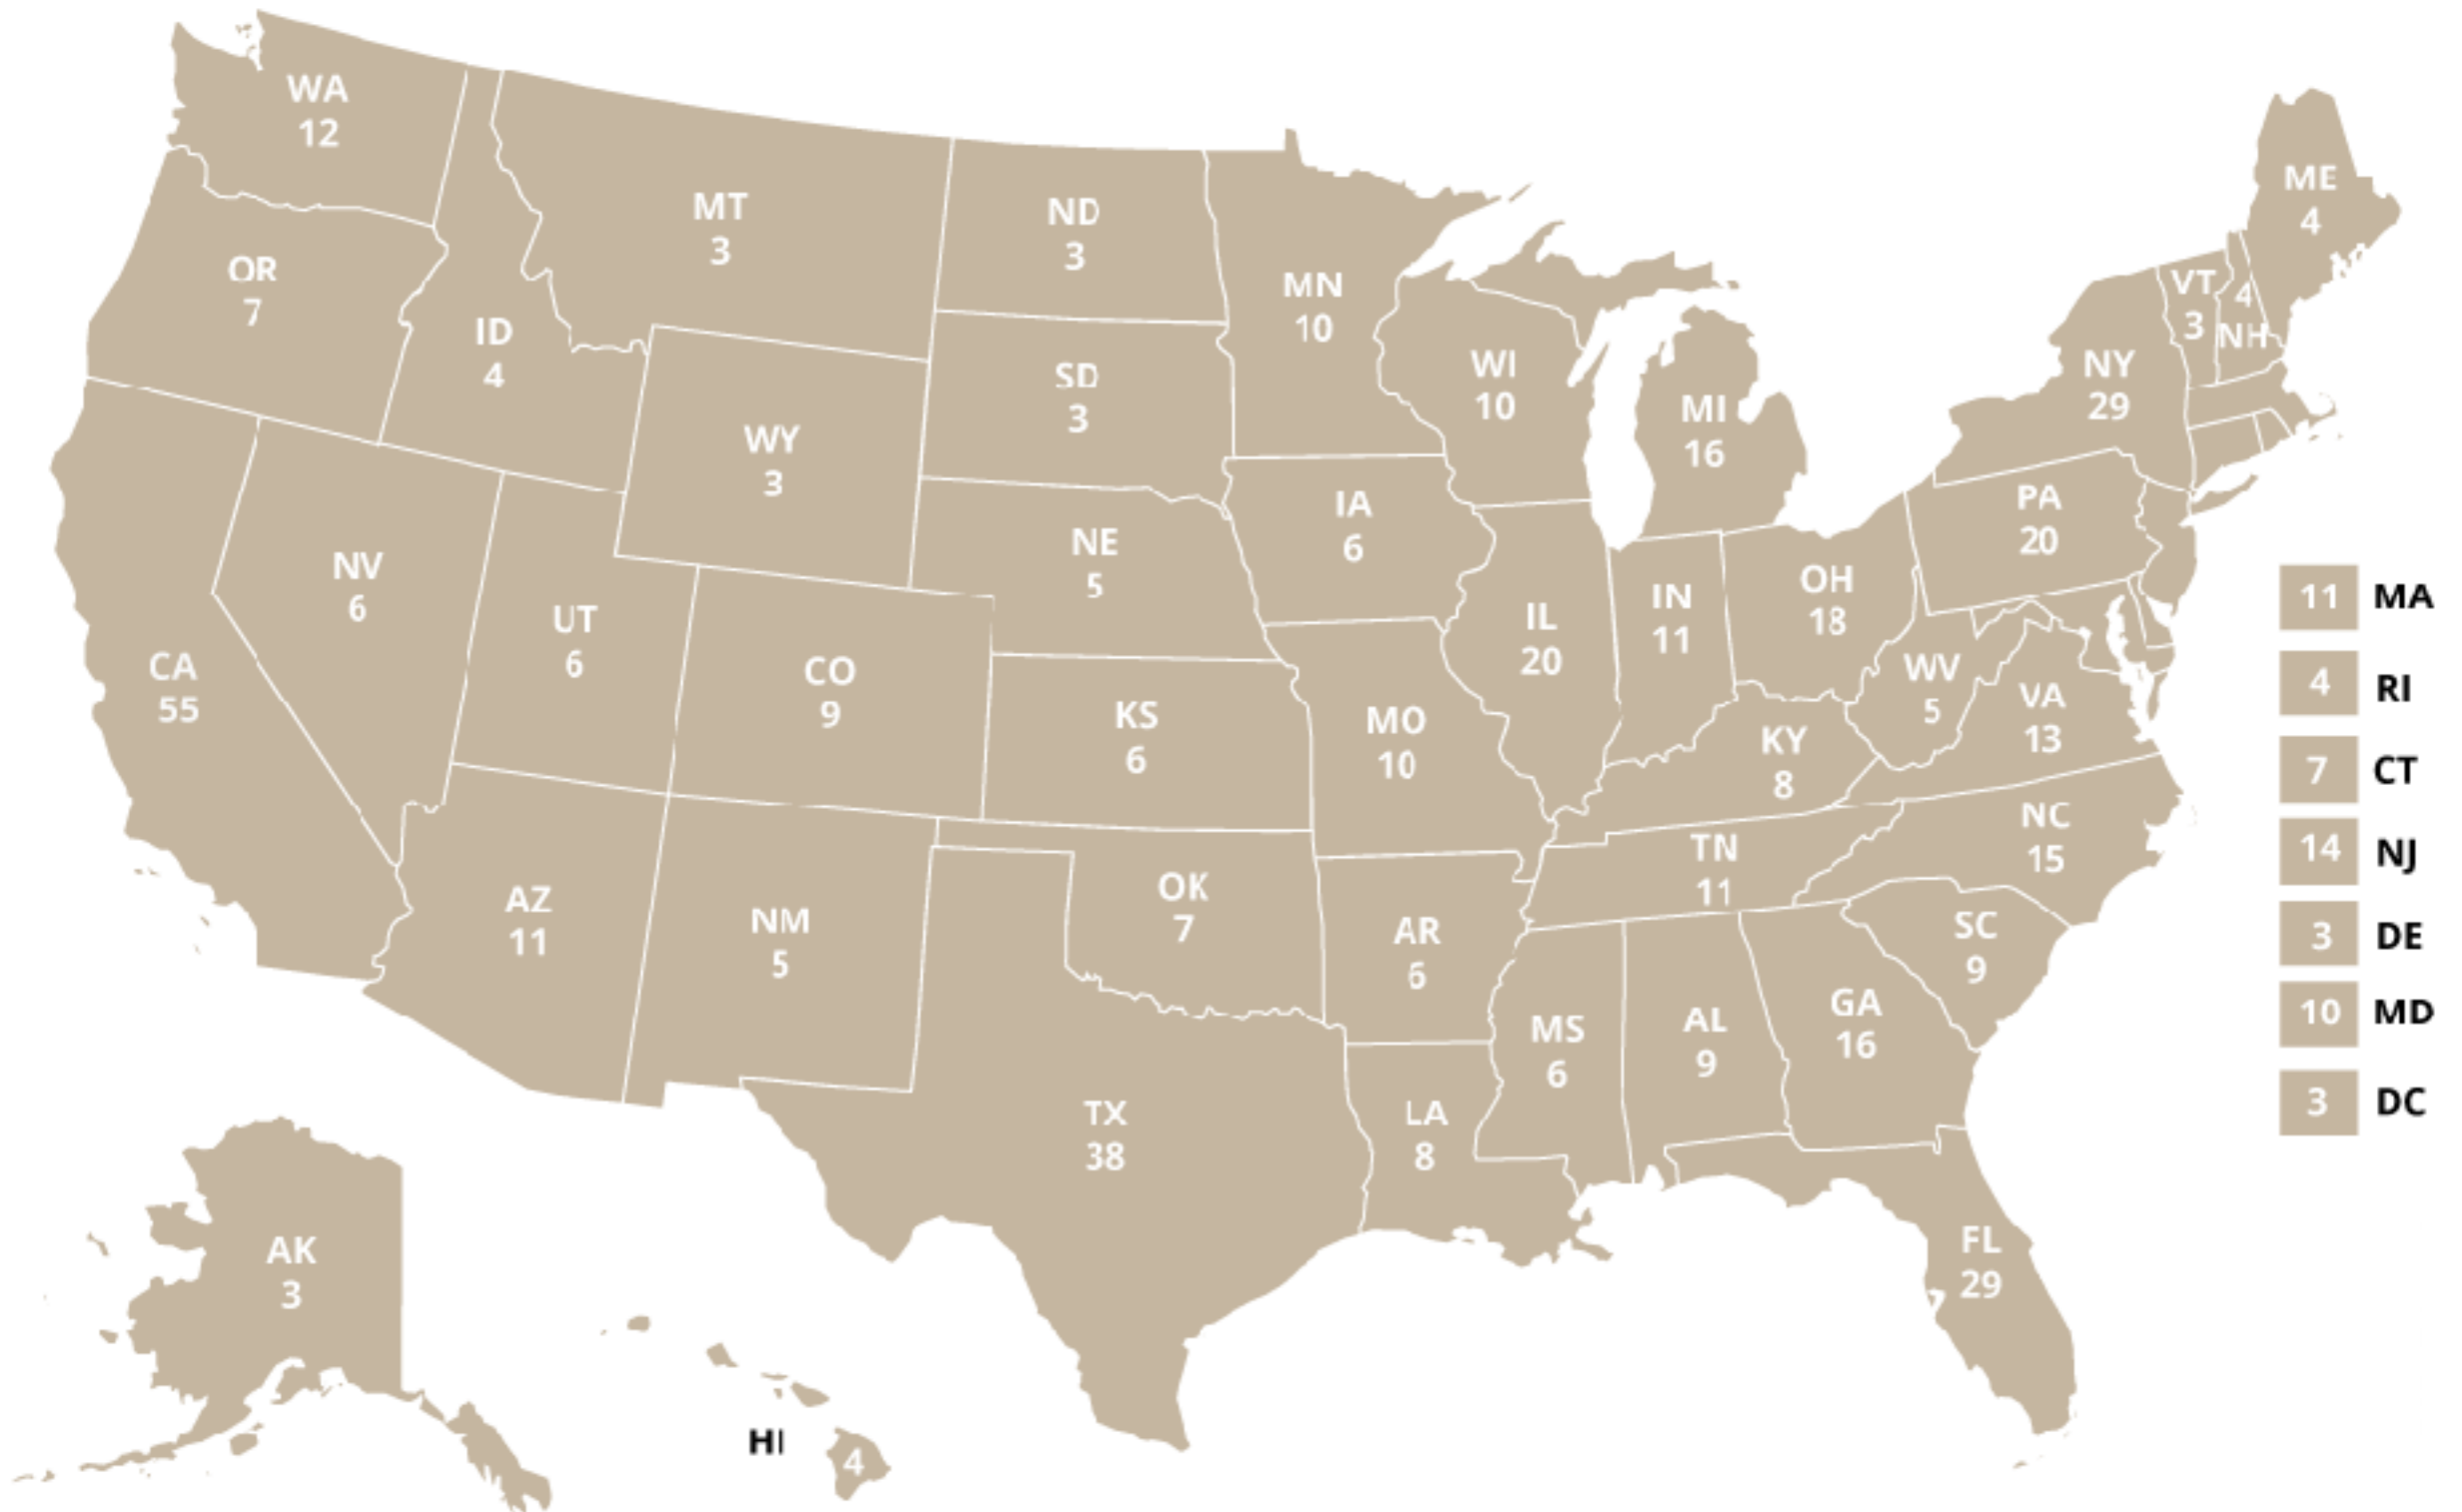 WA
12
OR
7
CA
55
ID
4
NV
6
MT
3
WY
3
UT
6
AZ
11
CO
9
NM
5
ND
3
SD
3
NE
5
KS
6
OK
7
TX
38
MN
10
IA
6
MO
10
AR
6
LA
8
WI
10
IL
20
MI
16
IN
11
OH
18
KY
8
TN
11
MS
6
AL
9
GA
16
FL
29
SC
9
NC
15
VA
13
WV
5
PA
20
NY
29
VT
3
4
NH
ME
4
11 MA
4 RI
7 CT
14 NJ
3 DE
10 MD
3 DC
AK
3
HI
4